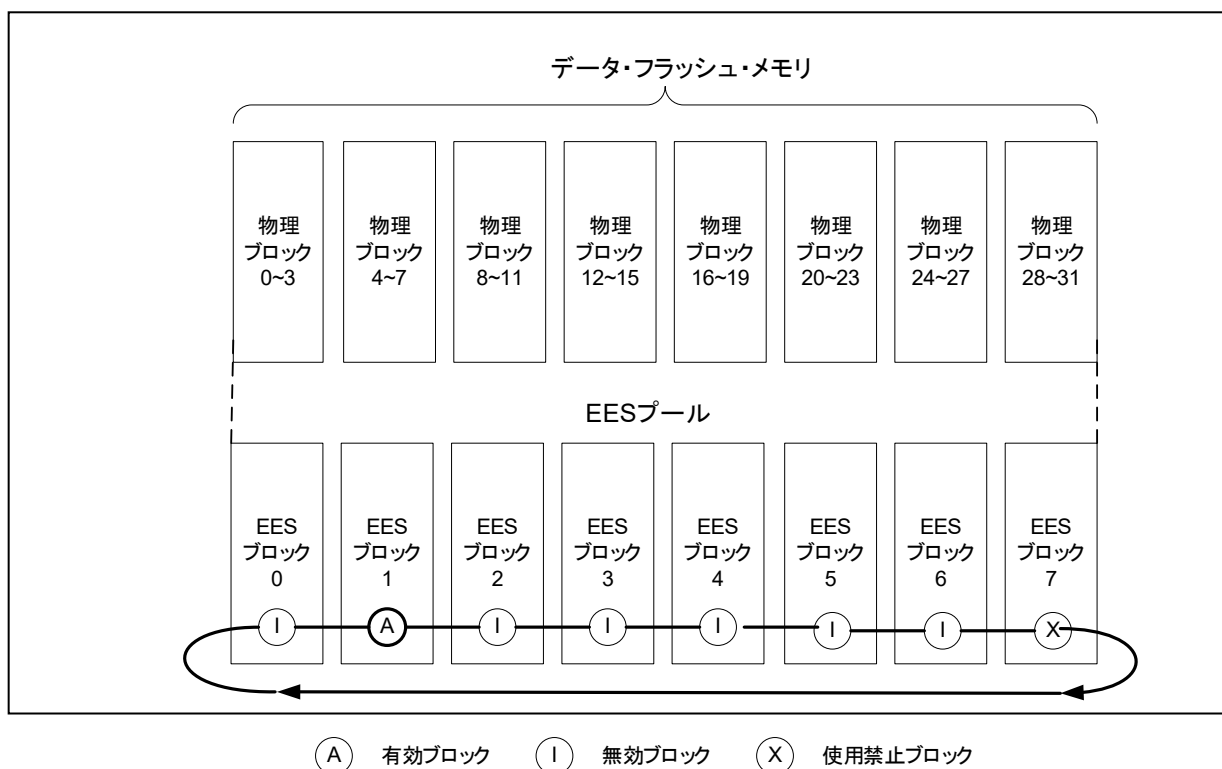 データ・フラッシュ・メモリ
物理
ブロック
0~3
物理
ブロック
4~7
物理
ブロック
8~11
物理
ブロック
12~15
物理
ブロック
16~19
物理
ブロック
20~23
物理
ブロック
24~27
物理
ブロック
28~31
EESプール
EES
ブロック
0
I
EES
ブロック
1
A
EES
ブロック
2
I
EES
ブロック
3
I
EES
ブロック
4
I
EES
ブロック
5
I
EES
ブロック
6
I
EES
ブロック
7
X
A 有効ブロック I 無効ブロック X 使用禁止ブロック